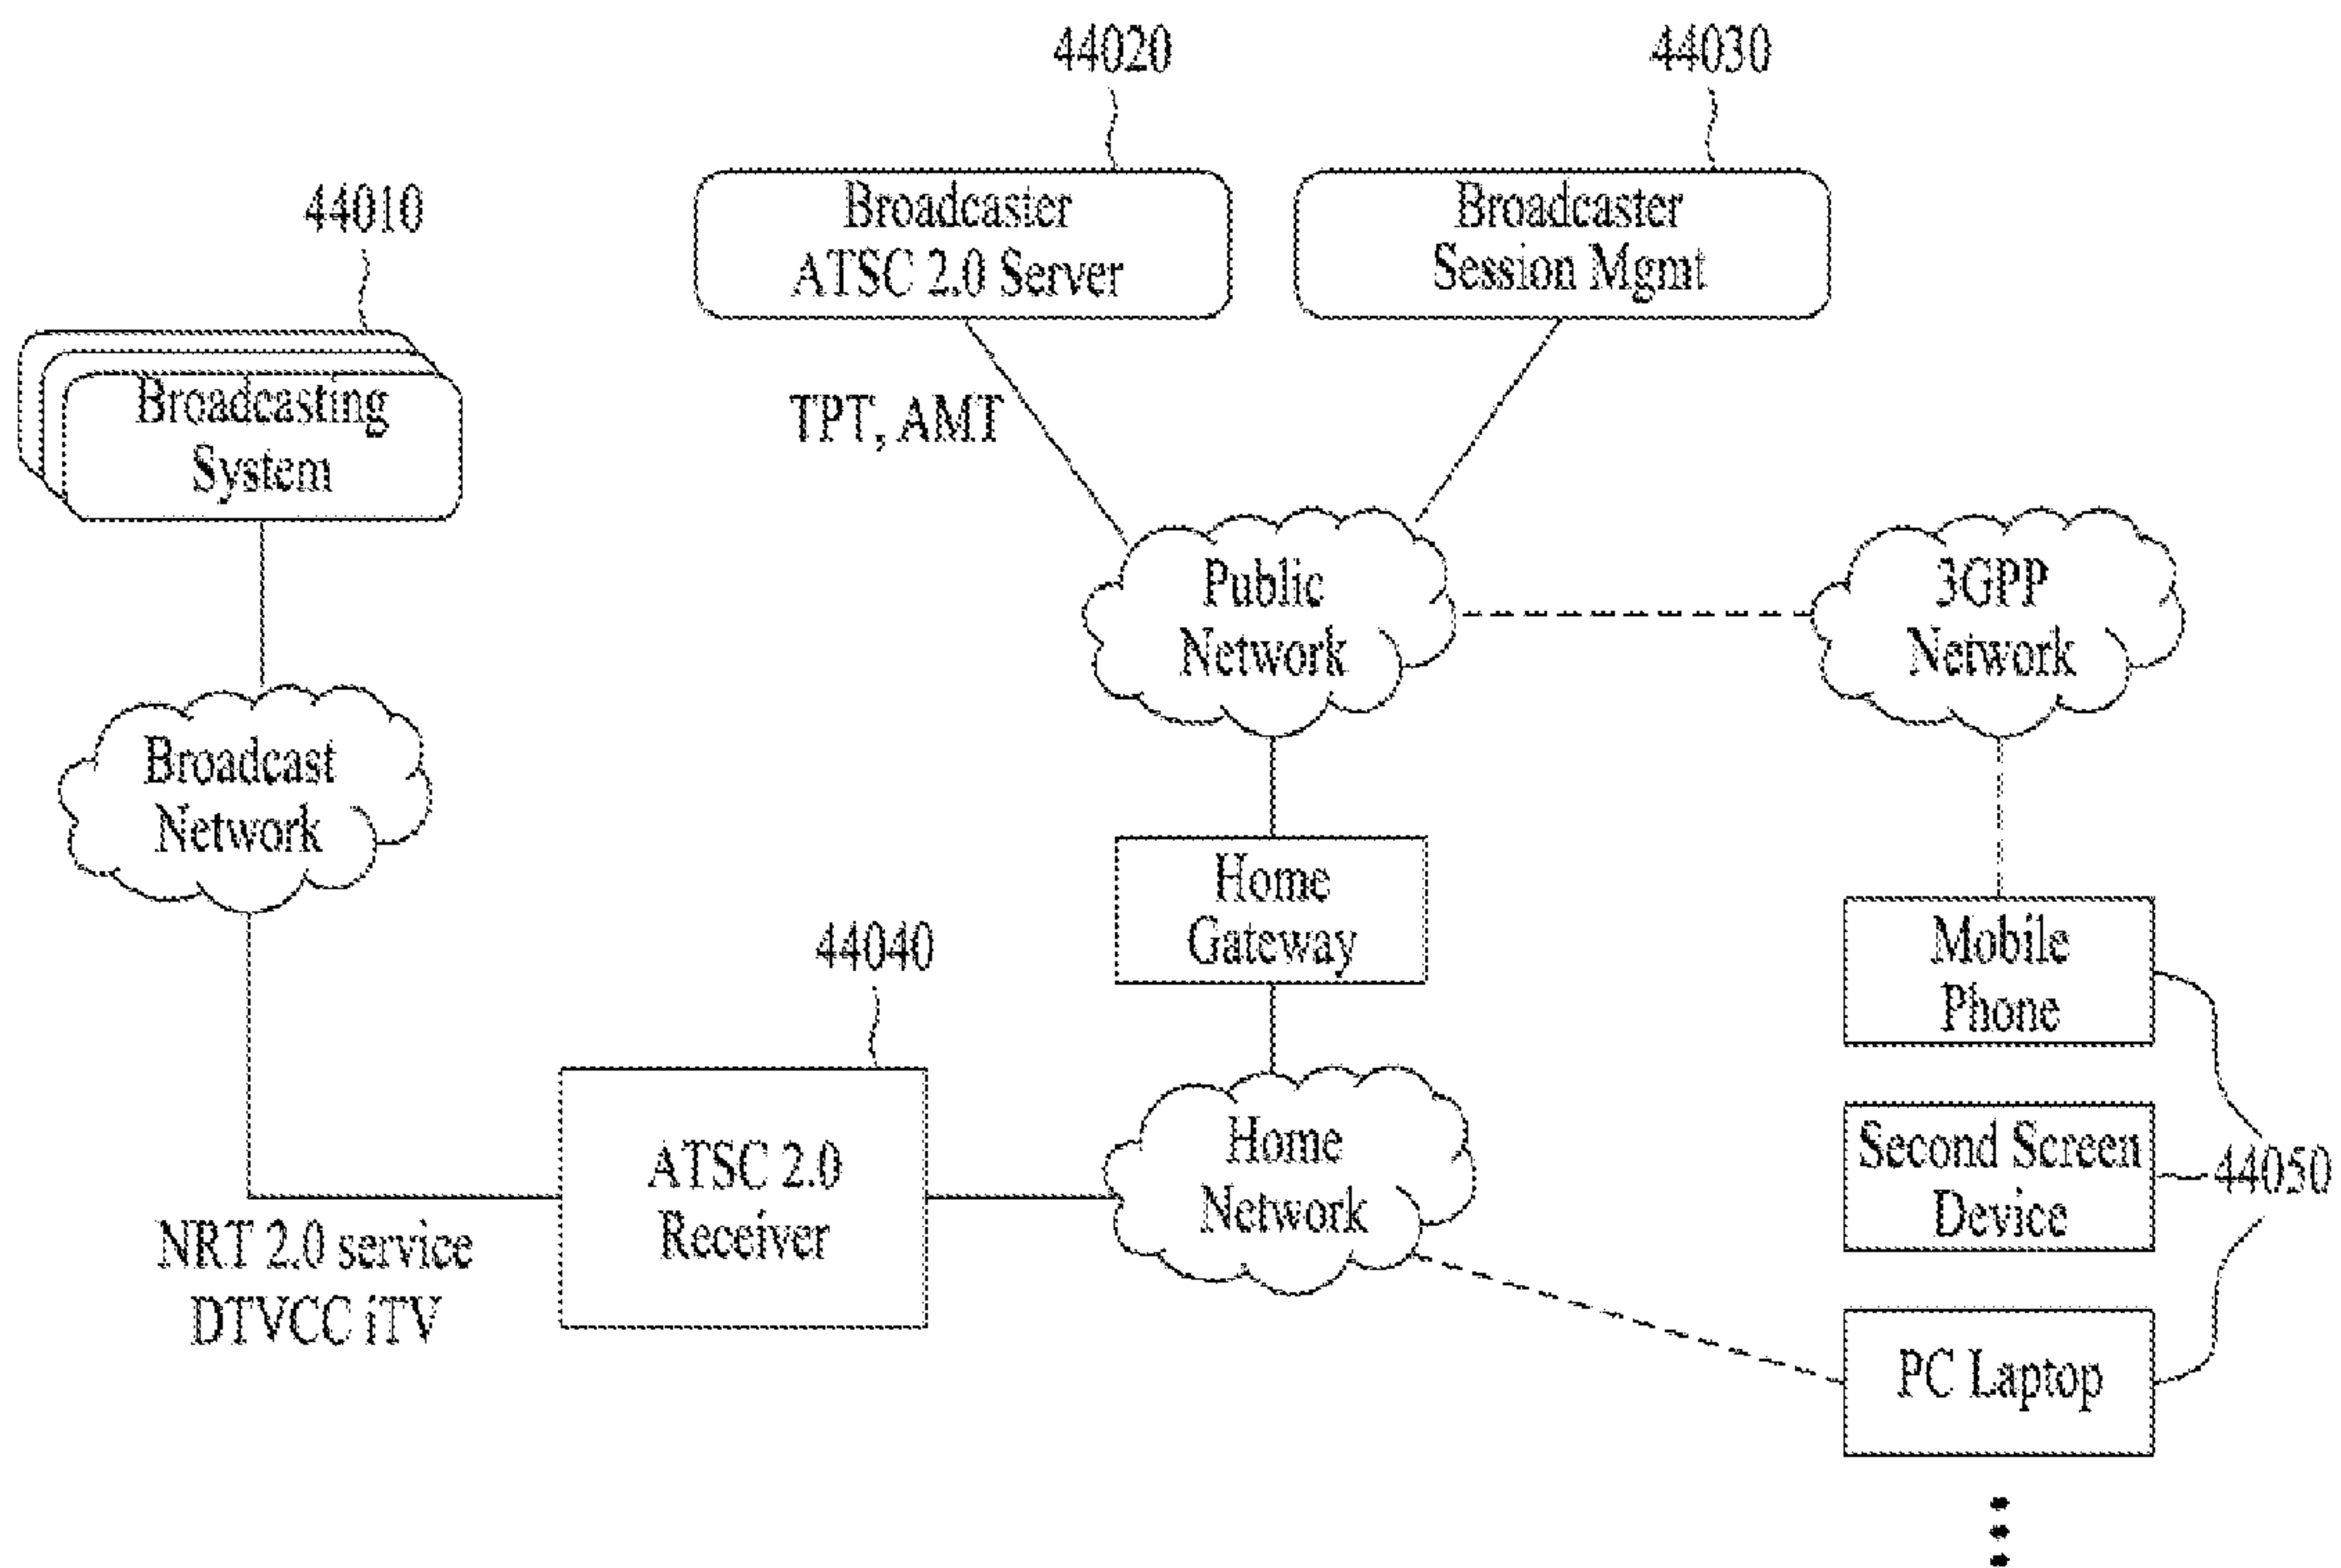 44020
44030
44010
Broadcaster
ATSC 2.0 Server
Broadcaster
Session Mgmt
Broadcasting
System
TPT, AMT
Public
Network
3GPP
Network
Broadcast
Network
Home
Gateway
44040
Mobile
Phone
ATSC 2.0
Receiver
Home
Network
Second Screen
Device
44050
NRT 2.0 service
DTVCC iTV
PC Laptop